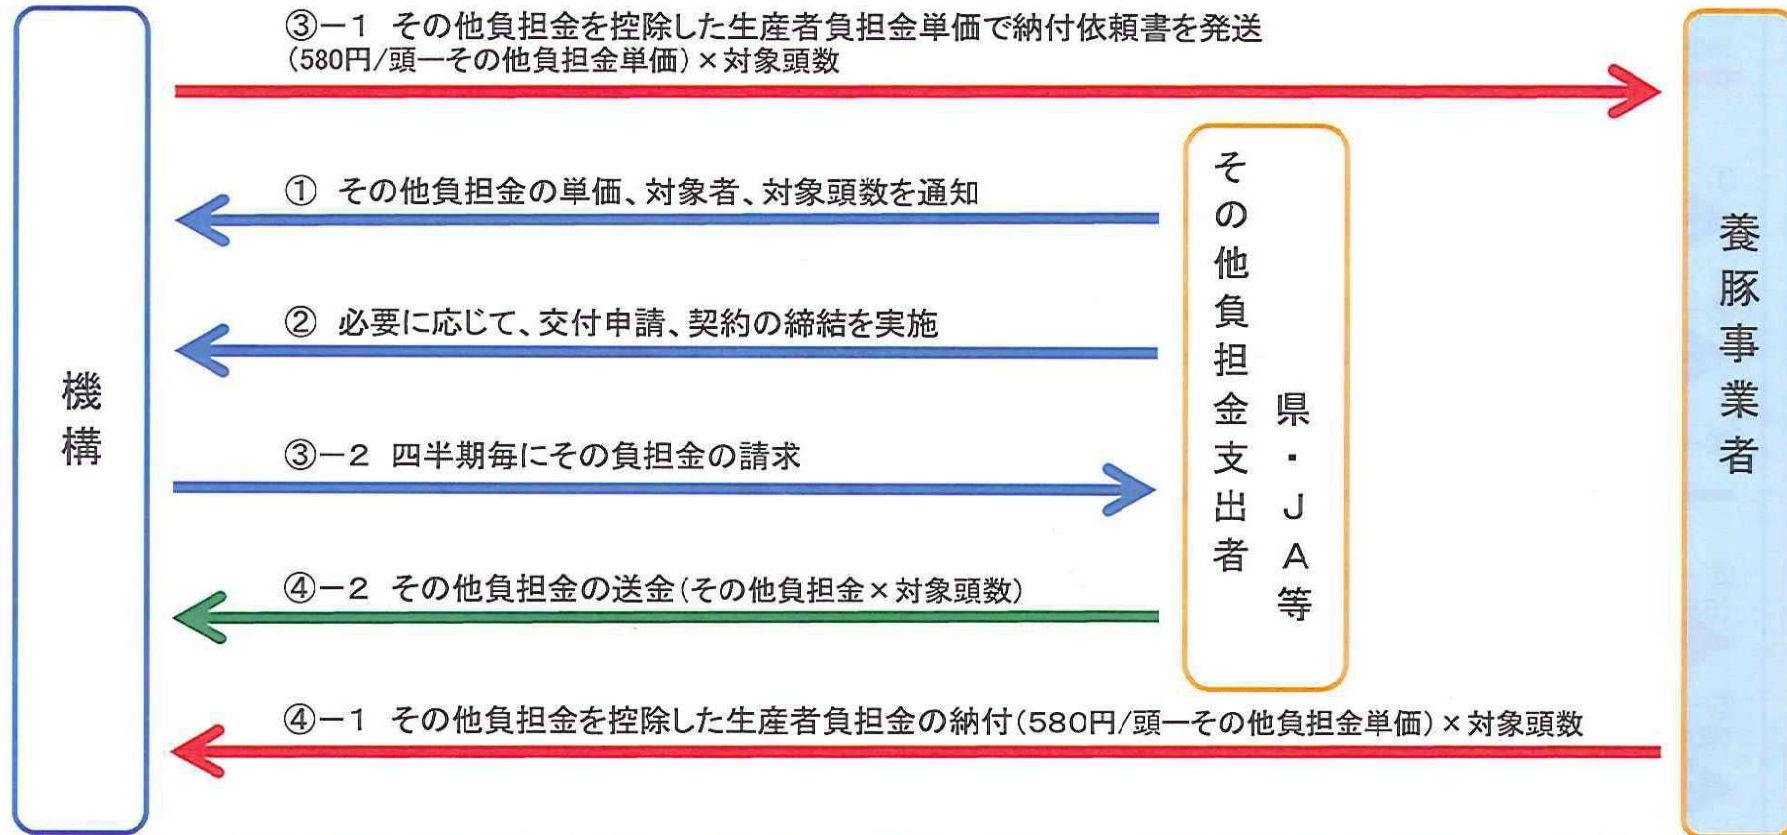 ③－1 その他負担金を控除した生産者負担金単価で納付依頼書を発送
(580円/頭ーその他負担金単価)×対象頭数
① その他負担金の単価、対象者、対象頭数を通知
② 必要に応じて、交付申請、契約の締結を実施
③－2 四半期毎にその負担金の請求
④－2 その他負担金の送金(その他負担金×対象頭数)
④－1 その他負担金を控除した生産者負担金の納付(580円/頭ーその他負担金単価)×対象頭数
機構
その他負担金支出者
県・JA等
養豚事業者